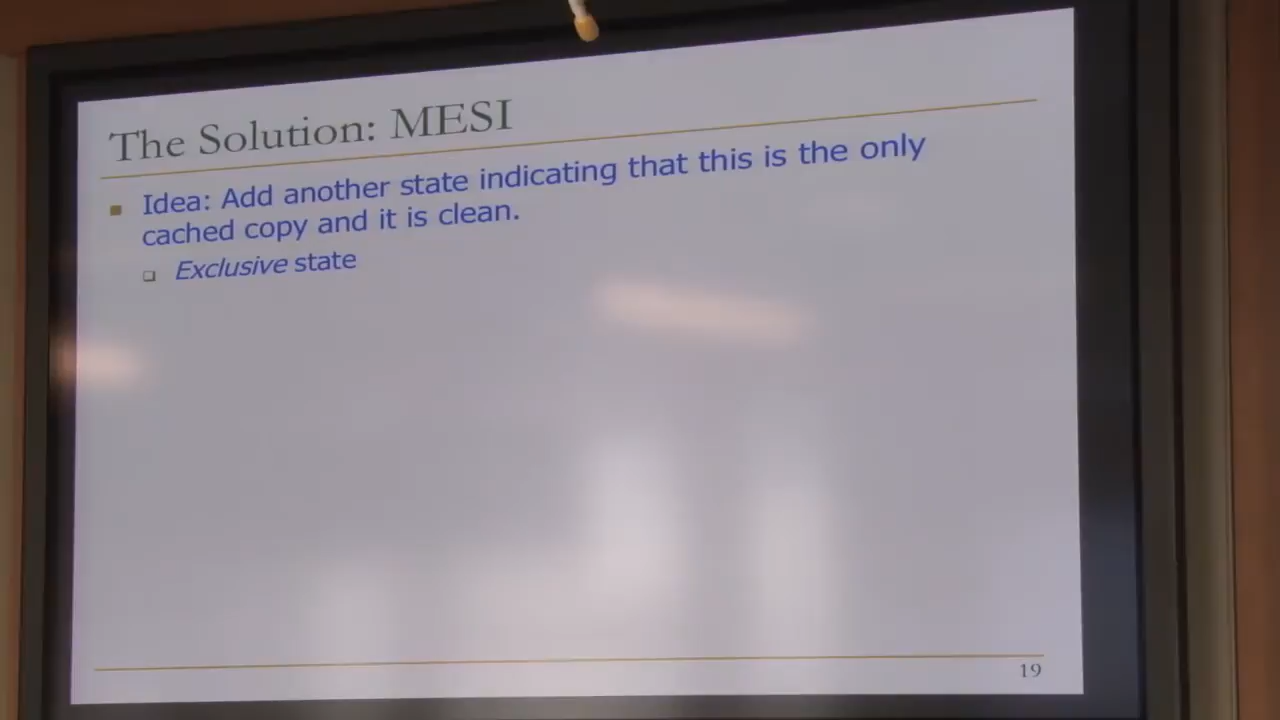 The Solution: MESI
Idea: Add another state indicating that this is the only
cached copy and it is clean.
Exclusive state
19